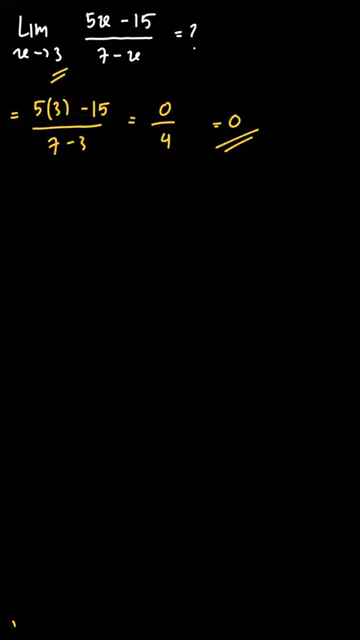 Lim x→3 (5x - 15)/(7 - x) = ?
= (5(3) - 15)/(7 - 3) = 0/4 = 0